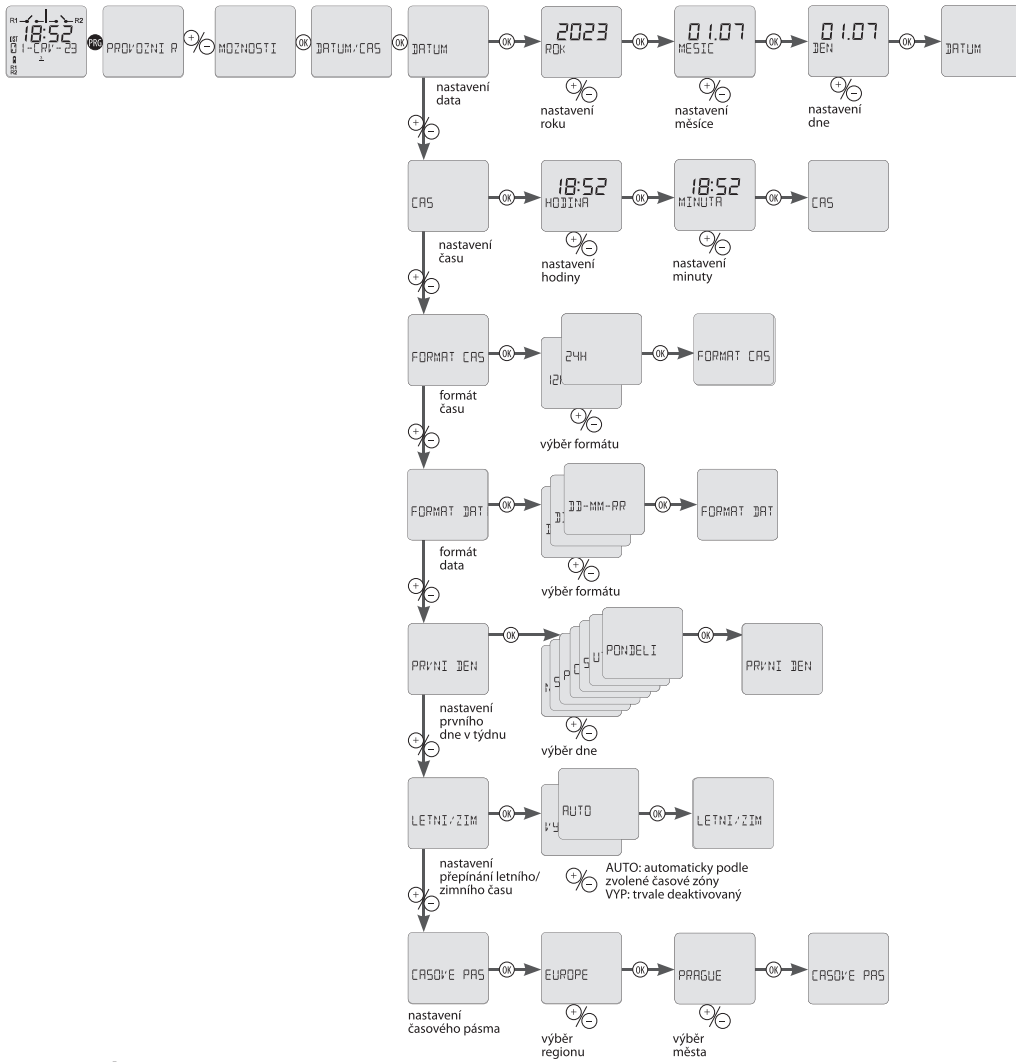 R1 R2
18:52
EST
1-CRV-23
R1
R2
PRG
PROVOZNI R
+/−
MOZNOSTI
OK
DATUM/CAS
OK
DATUM
OK
2023
ROK
OK
01.07
MESIC
OK
01.07
DEN
OK
DATUM
nastavení
data
+/−
nastavení
roku
+/−
nastavení
měsíce
+/−
nastavení
dne
+/−
CAS
OK
18:52
HODINA
OK
18:52
MINUTA
OK
CAS
nastavení
času
+/−
nastavení
hodiny
+/−
nastavení
minuty
+/−
FORMAT CAS
OK
24H
OK
FORMAT CAS
formát
času
+/−
výběr formátu
+/−
FORMAT DAT
OK
DD-MM-RR
OK
FORMAT DAT
formát
data
+/−
výběr formátu
+/−
PRVNI DEN
OK
PONDELI
OK
PRVNI DEN
nastavení
prvního
dne v týdnu
+/−
výběr dne
+/−
LETNI/ZIM
OK
AUTO
OK
LETNI/ZIM
nastavení
přepínání letního/
zimního času
+/−
+/−
AUTO: automaticky podle
zvolené časové zóny
VYP: trvale deaktivovaný
CASOVE PAS
OK
EUROPE
OK
PRAGUE
OK
CASOVE PAS
nastavení
časového pásma
+/−
výběr
regionu
+/−
výběr
města